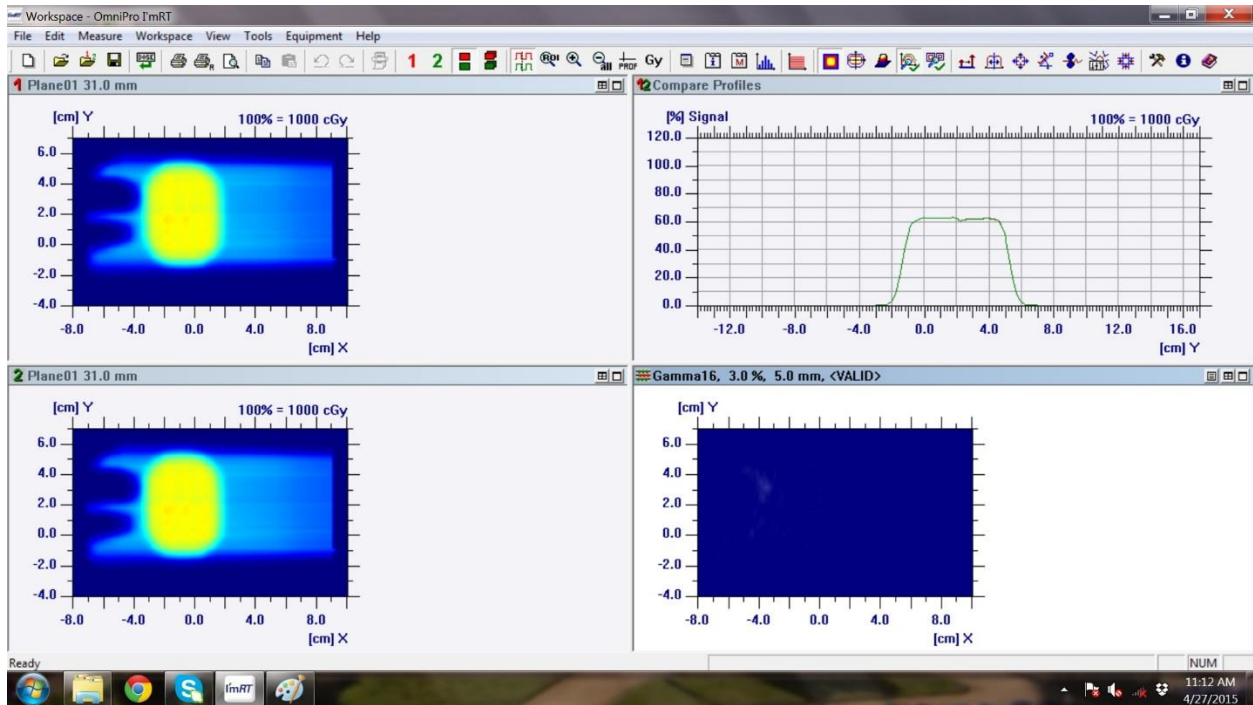 Workspace - OmniPro I'mRT
File Edit Measure Workspace View Tools Equipment Help
1 2 ROI all PROF Gy
1 Plane01 31.0 mm
[cm] Y 100% = 1000 cGy
6.0
4.0
2.0
0.0
-2.0
-4.0
-8.0 -4.0 0.0 4.0 8.0
[cm] X
12 Compare Profiles
[%] Signal 100% = 1000 cGy
120.0
100.0
80.0
60.0
40.0
20.0
0.0
-12.0 -8.0 -4.0 0.0 4.0 8.0 12.0 16.0
[cm] Y
2 Plane01 31.0 mm
[cm] Y 100% = 1000 cGy
6.0
4.0
2.0
0.0
-2.0
-4.0
-8.0 -4.0 0.0 4.0 8.0
[cm] X
Gamma16, 3.0 %, 5.0 mm, <VALID>
[cm] Y
6.0
4.0
2.0
0.0
-2.0
-4.0
-8.0 -4.0 0.0 4.0 8.0
[cm] X
Ready NUM
I'mRT 11:12 AM
4/27/2015